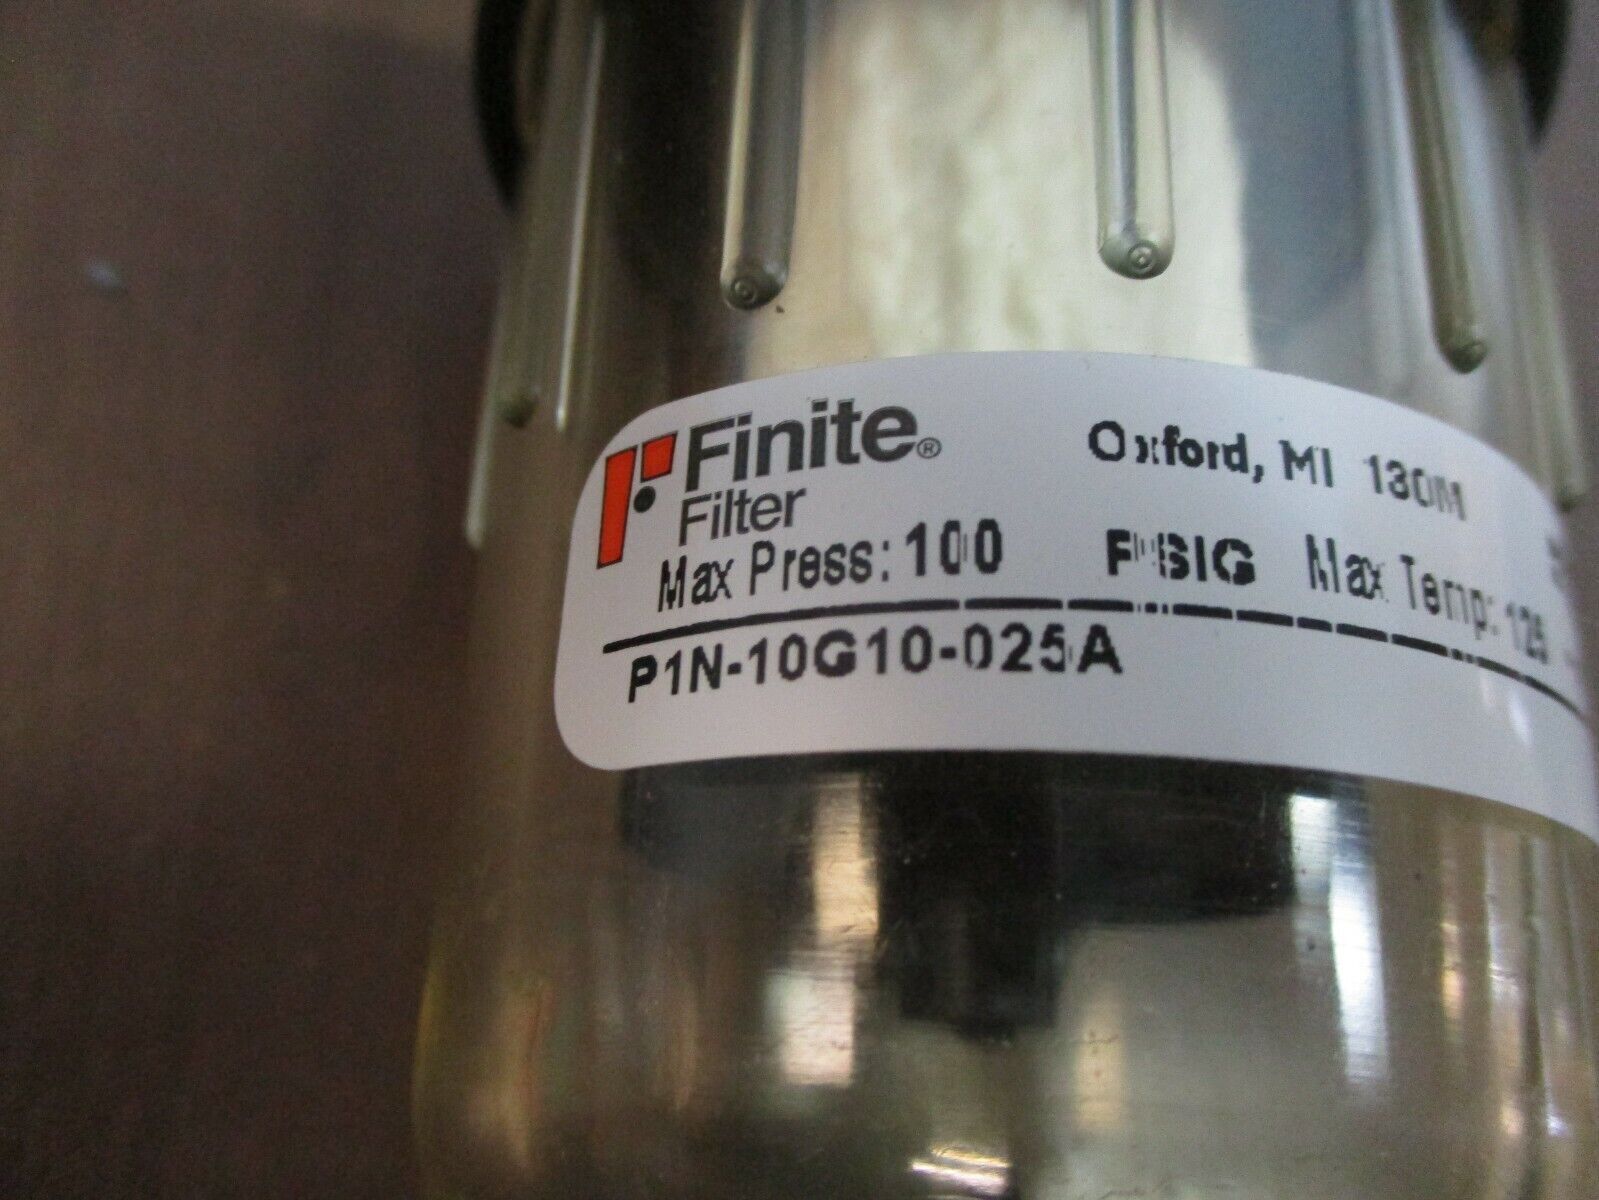 Finite®
Filter
Oxford, MI 130M
Max Press: 100 PSIG Max Temp: 125
P1N-10G10-025A